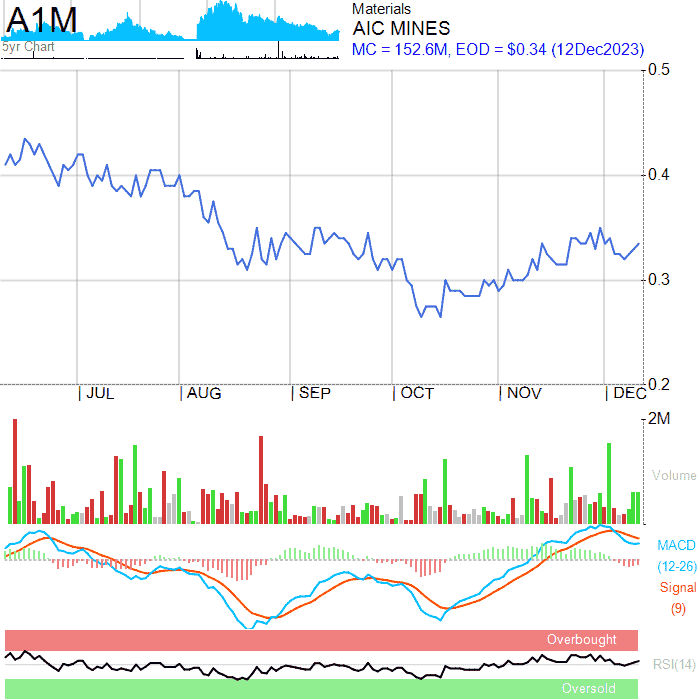 A1M
5yr Chart
Materials
AIC MINES
MC = 152.6M, EOD = $0.34 (12Dec2023)
0.5
0.4
0.3
0.2
JUL AUG SEP OCT NOV DEC
2M
Volume
MACD
(12-26)
Signal
(9)
Overbought
RSI(14)
Oversold